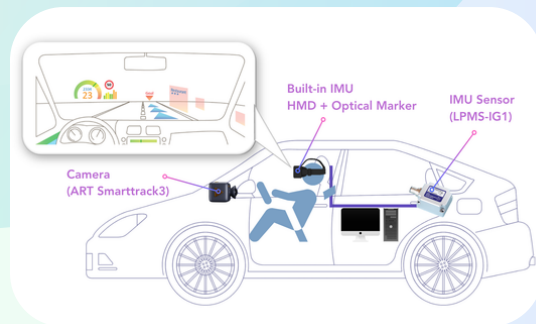 23
Built-in IMU
HMD + Optical Marker
IMU Sensor
(LPMS-IG1)
Camera
(ART Smarttrack3)